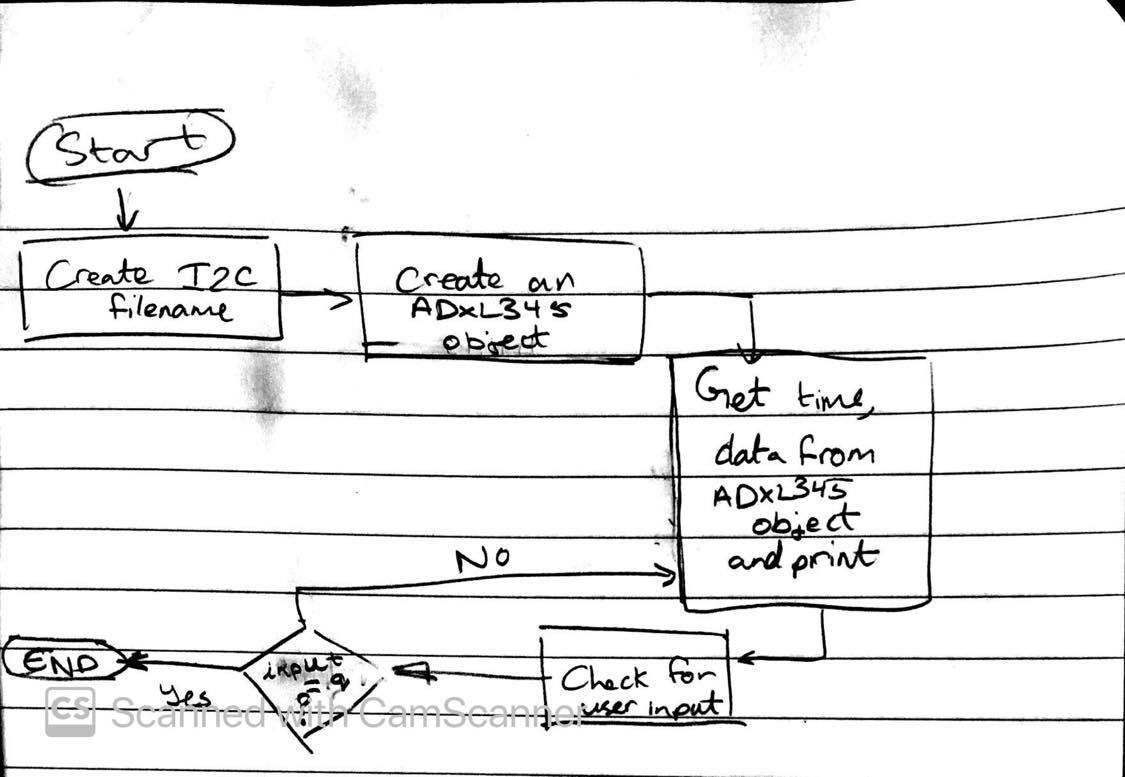 Start
Create I2C
filename
Create an
ADXL345
object
Get time,
data from
ADXL345
object
and print
NO
Check for
user input
input
= q
?
Yes
END
CS Scanned with CamScanner